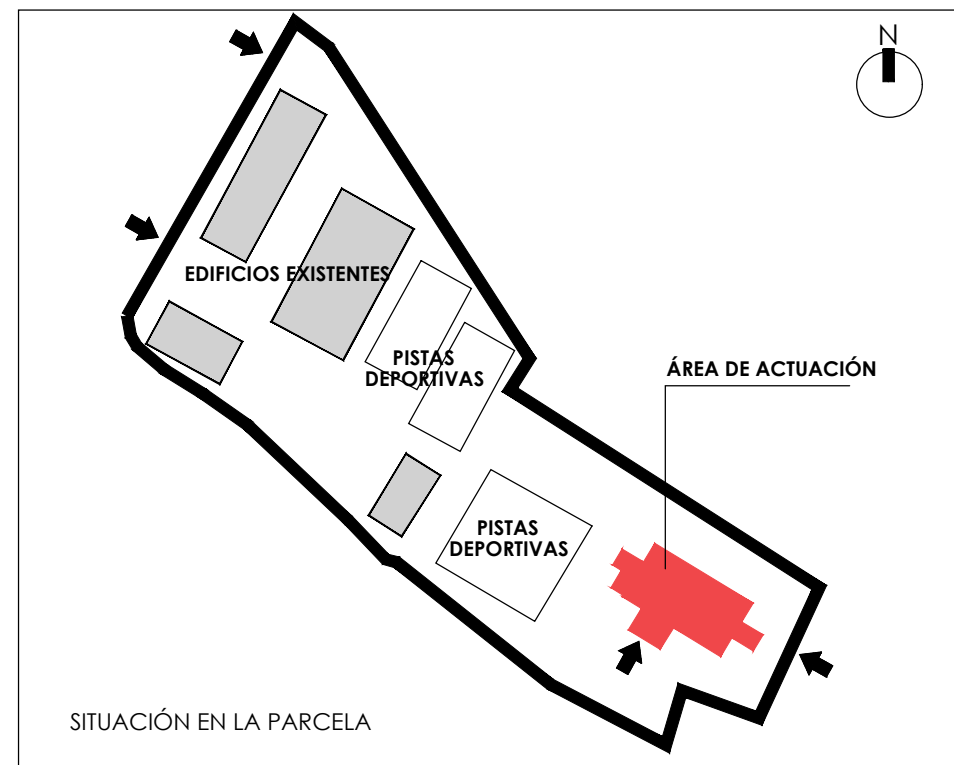 N
EDIFICIOS EXISTENTES
PISTAS
DEPORTIVAS
ÁREA DE ACTUACIÓN
PISTAS
DEPORTIVAS
SITUACIÓN EN LA PARCELA